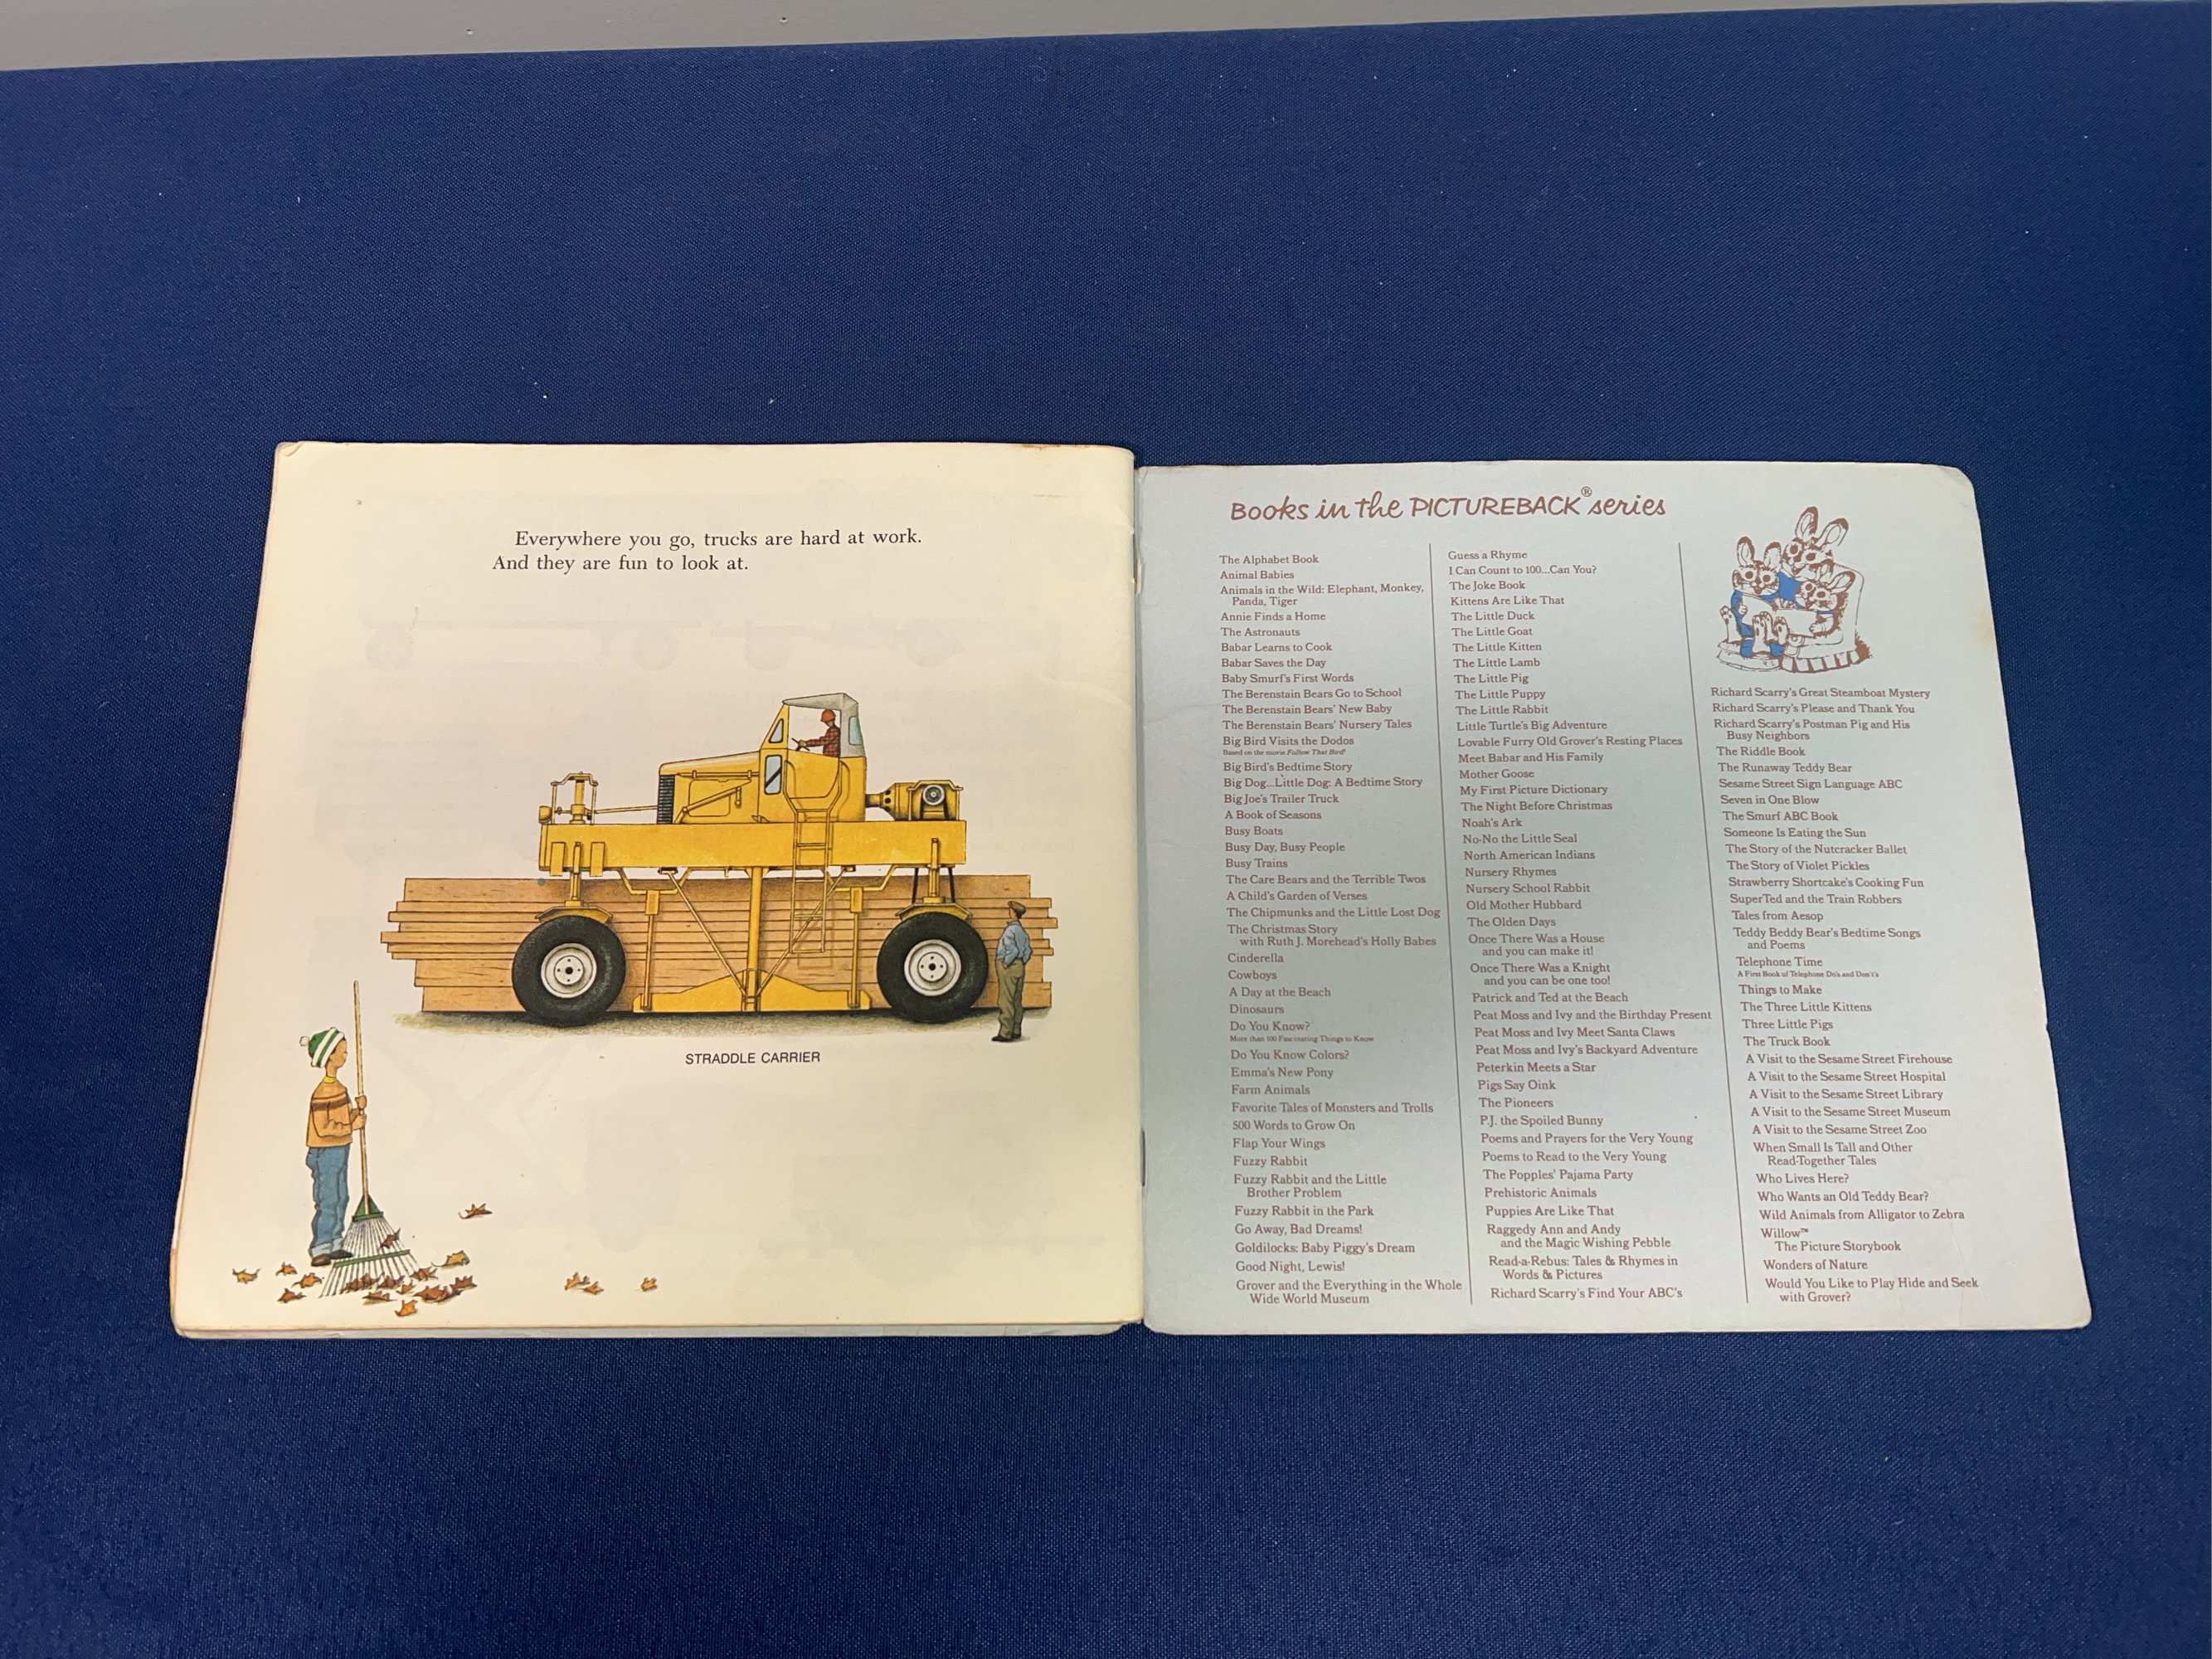 Everywhere you go, trucks are hard at work.
And they are fun to look at.
STRADDLE CARRIER
Books in the PICTUREBACK® series
The Alphabet Book
Animal Babies
Animals in the Wild: Elephant, Monkey,
Panda, Tiger
Annie Finds a Home
The Astronauts
Babar Learns to Cook
Babar Saves the Day
Baby Smurf's First Words
The Berenstain Bears Go to School
The Berenstain Bears' New Baby
The Berenstain Bears' Nursery Tales
Big Bird Visits the Dodos
Based on the movie Follow That Bird!
Big Bird's Bedtime Story
Big Dog...Little Dog: A Bedtime Story
Big Joe's Trailer Truck
A Book of Seasons
Busy Boats
Busy Day, Busy People
Busy Trains
The Care Bears and the Terrible Twos
A Child's Garden of Verses
The Chipmunks and the Little Lost Dog
The Christmas Story
with Ruth J. Morehead's Holly Babes
Cinderella
Cowboys
A Day at the Beach
Dinosaurs
Do You Know?
More than 100 Fascinating Things to Know
Do You Know Colors?
Emma's New Pony
Farm Animals
Favorite Tales of Monsters and Trolls
500 Words to Grow On
Flap Your Wings
Fuzzy Rabbit
Fuzzy Rabbit and the Little
Brother Problem
Fuzzy Rabbit in the Park
Go Away, Bad Dreams!
Goldilocks: Baby Piggy's Dream
Good Night, Lewis!
Grover and the Everything in the Whole
Wide World Museum
Guess a Rhyme
I Can Count to 100...Can You?
The Joke Book
Kittens Are Like That
The Little Duck
The Little Goat
The Little Kitten
The Little Lamb
The Little Pig
The Little Puppy
The Little Rabbit
Little Turtle's Big Adventure
Lovable Furry Old Grover's Resting Places
Meet Babar and His Family
Mother Goose
My First Picture Dictionary
The Night Before Christmas
Noah's Ark
No-No the Little Seal
North American Indians
Nursery Rhymes
Nursery School Rabbit
Old Mother Hubbard
The Olden Days
Once There Was a House
and you can make it!
Once There Was a Knight
and you can be one too!
Patrick and Ted at the Beach
Peat Moss and Ivy and the Birthday Present
Peat Moss and Ivy Meet Santa Claws
Peat Moss and Ivy's Backyard Adventure
Peterkin Meets a Star
Pigs Say Oink
The Pioneers
P.J. the Spoiled Bunny
Poems and Prayers for the Very Young
Poems to Read to the Very Young
The Popples' Pajama Party
Prehistoric Animals
Puppies Are Like That
Raggedy Ann and Andy
and the Magic Wishing Pebble
Read-a-Rebus: Tales & Rhymes in
Words & Pictures
Richard Scarry's Find Your ABC's
Richard Scarry's Great Steamboat Mystery
Richard Scarry's Please and Thank You
Richard Scarry's Postman Pig and His
Busy Neighbors
The Riddle Book
The Runaway Teddy Bear
Sesame Street Sign Language ABC
Seven in One Blow
The Smurf ABC Book
Someone Is Eating the Sun
The Story of the Nutcracker Ballet
The Story of Violet Pickles
Strawberry Shortcake's Cooking Fun
SuperTed and the Train Robbers
Tales from Aesop
Teddy Beddy Bear's Bedtime Songs
and Poems
Telephone Time
A First Book of Telephone Do's and Don't's
Things to Make
The Three Little Kittens
Three Little Pigs
The Truck Book
A Visit to the Sesame Street Firehouse
A Visit to the Sesame Street Hospital
A Visit to the Sesame Street Library
A Visit to the Sesame Street Museum
A Visit to the Sesame Street Zoo
When Small Is Tall and Other
Read-Together Tales
Who Lives Here?
Who Wants an Old Teddy Bear?
Wild Animals from Alligator to Zebra
Willow™
The Picture Storybook
Wonders of Nature
Would You Like to Play Hide and Seek
with Grover?